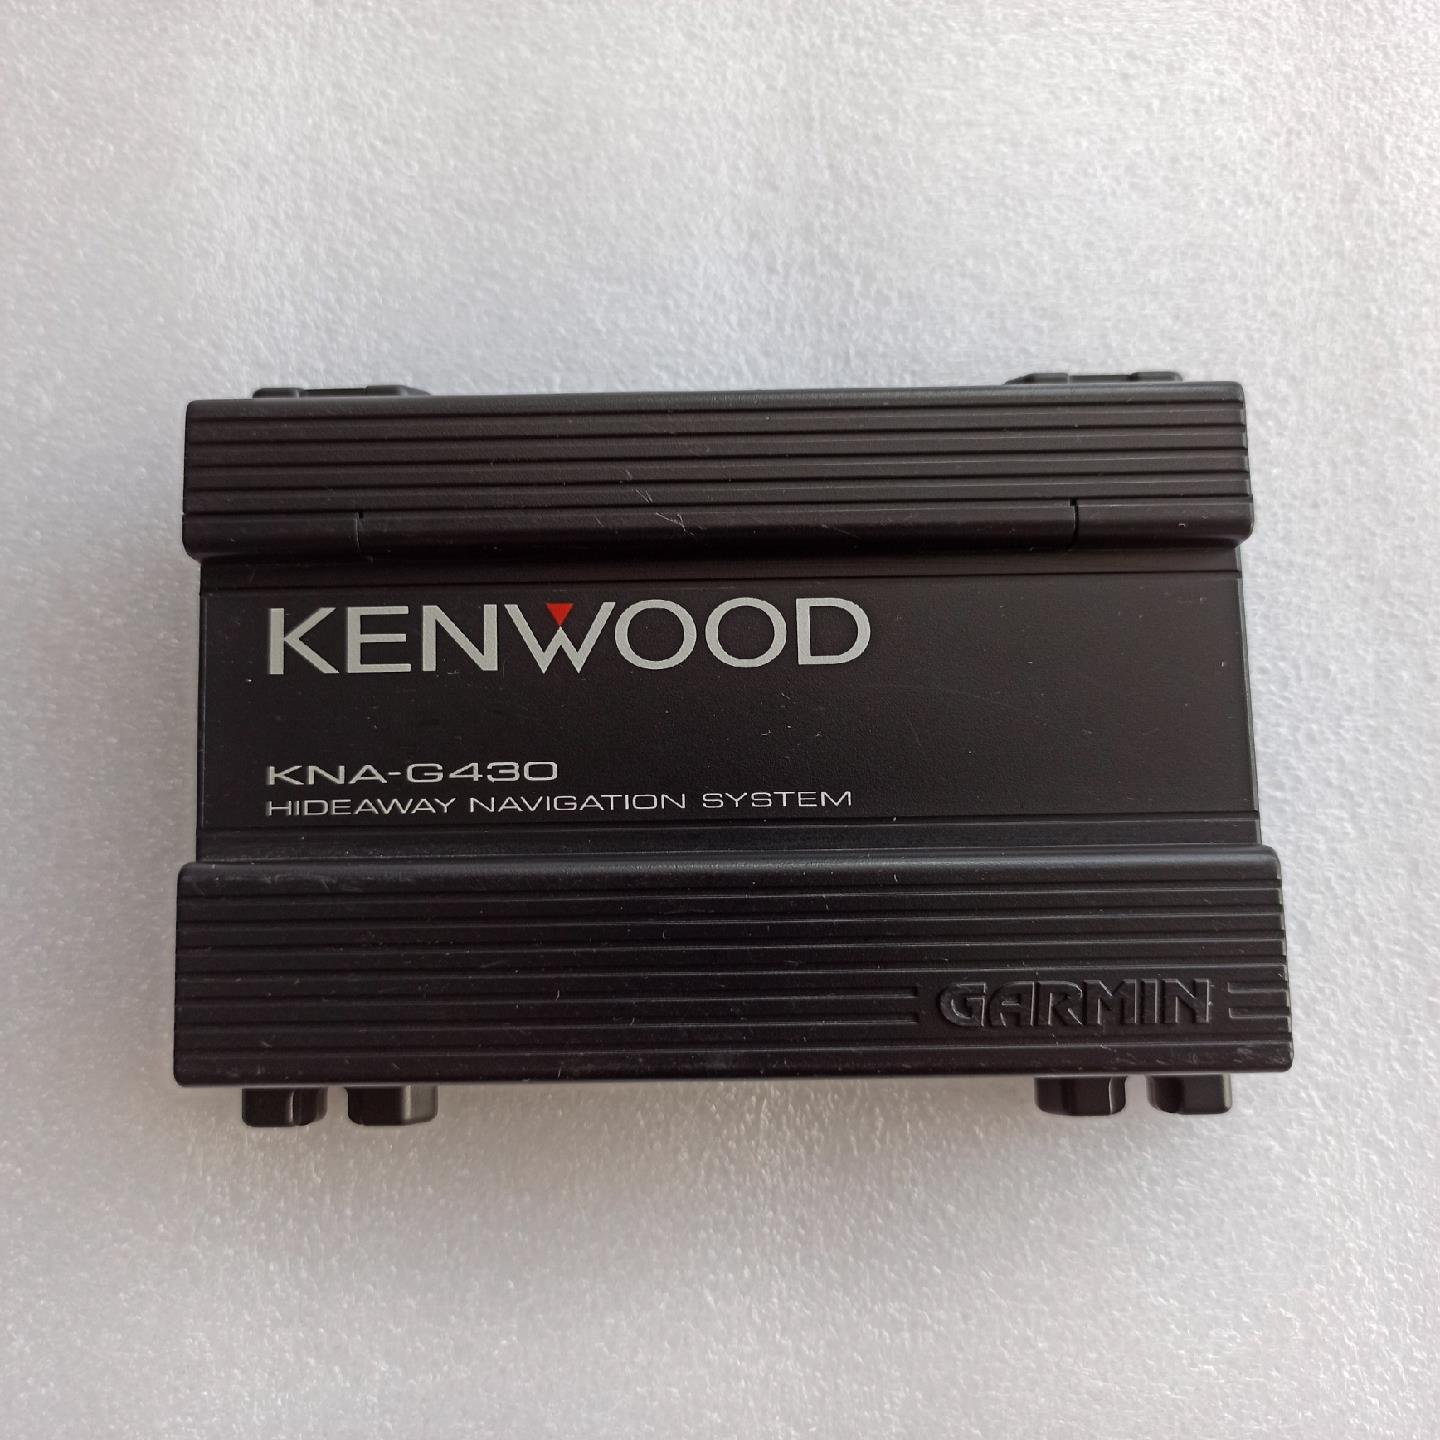 KENWOOD
KNA-G430
HIDEAWAY NAVIGATION SYSTEM
GARMIN